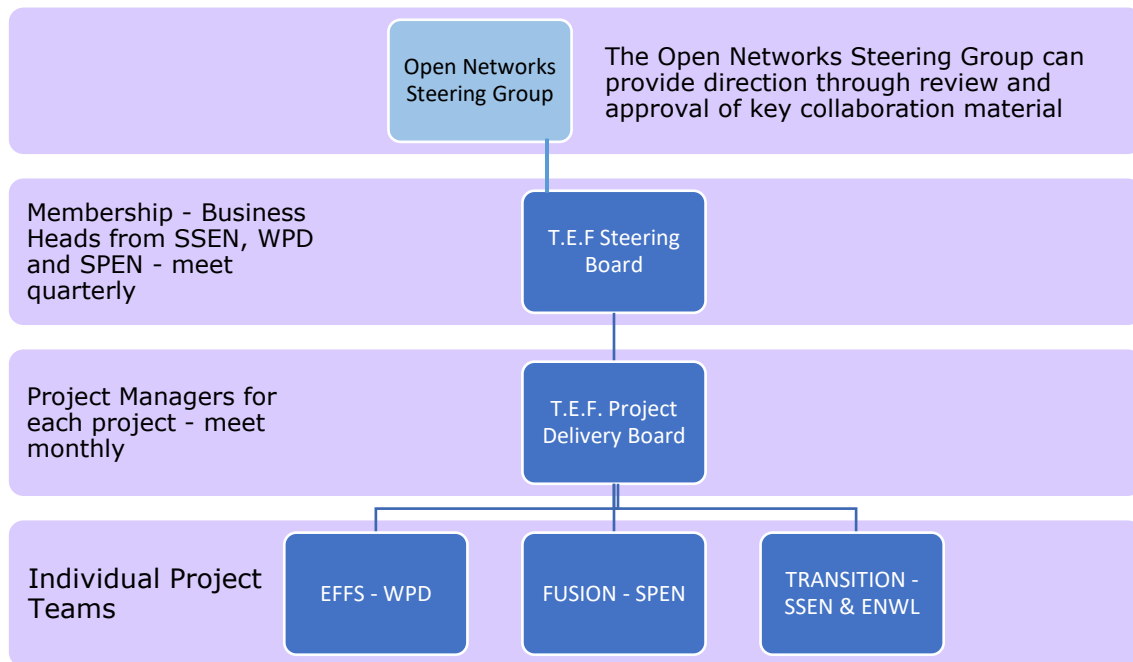 Open Networks
Steering Group
The Open Networks Steering Group can
provide direction through review and
approval of key collaboration material
Membership - Business
Heads from SSEN, WPD
and SPEN - meet
quarterly
T.E.F Steering
Board
Project Managers for
each project - meet
monthly
T.E.F. Project
Delivery Board
Individual Project
Teams
EFFS - WPD
FUSION - SPEN
TRANSITION -
SSEN & ENWL